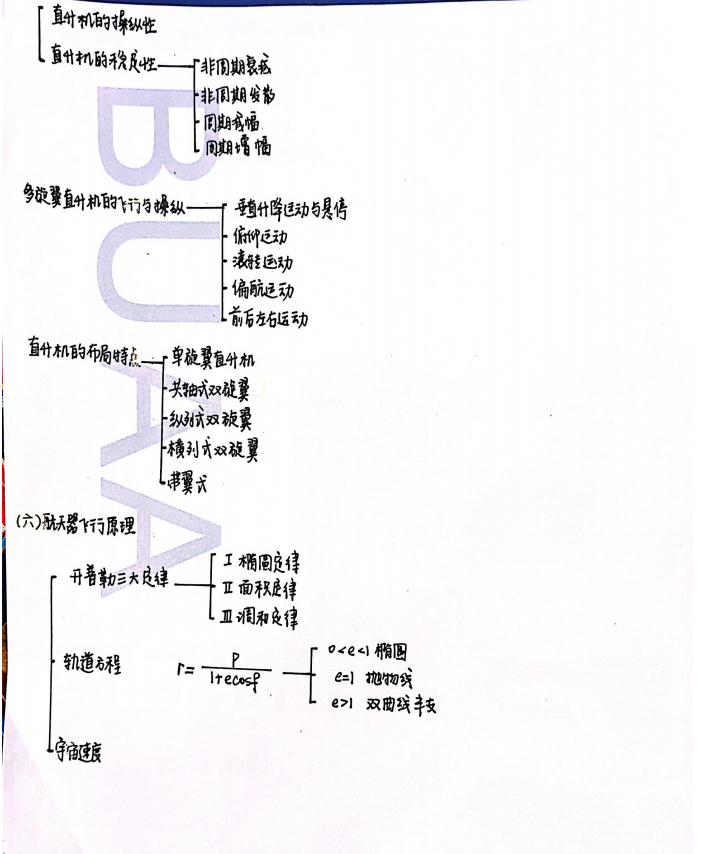 直升机的操纵性
直升机的稳定性
非周期衰减
非周期发散
周期减幅
周期增幅
多旋翼直升机的飞行与操纵
垂直升降运动与悬停
俯仰运动
滚转运动
偏航运动
前后左右运动
直升机的布局特点
单旋翼直升机
共轴式双旋翼
纵列式双旋翼
横列式双旋翼
带翼式
(六)航天器飞行原理
开普勒三大定律
I 椭圆定律
II 面积定律
III 调和定律
轨道方程
r= p/(1+ecosf)
0<e<1 椭圆
e=1 抛物线
e>1 双曲线半支
宇宙速度
BUAA